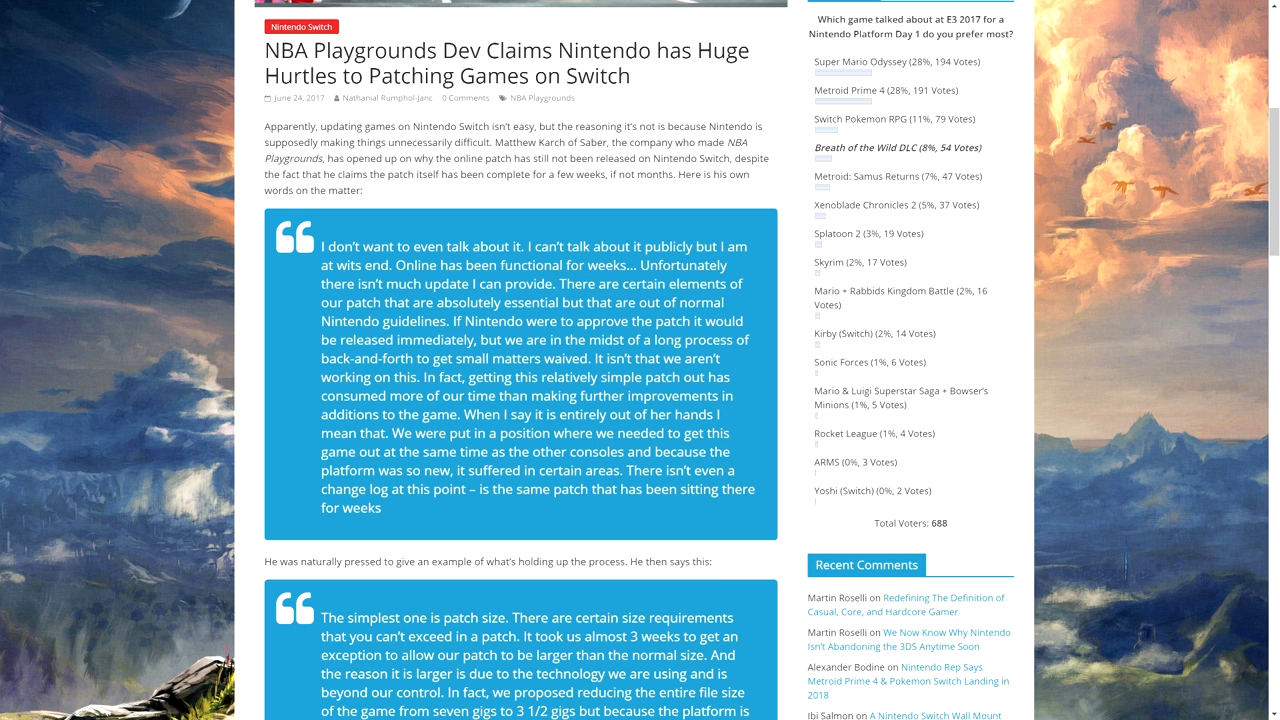 Nintendo Switch
NBA Playgrounds Dev Claims Nintendo has Huge
Hurtles to Patching Games on Switch
June 24, 2017 Nathanial Rumphol-Janc 0 Comments NBA Playgrounds
Apparently, updating games on Nintendo Switch isn't easy, but the reasoning it's not is because Nintendo is
supposedly making things unnecessarily difficult. Matthew Karch of Saber, the company who made NBA
Playgrounds, has opened up on why the online patch has still not been released on Nintendo Switch, despite
the fact that he claims the patch itself has been complete for a few weeks, if not months. Here is his own
words on the matter:
I don't want to even talk about it. I can't talk about it publicly but I am
at wits end. Online has been functional for weeks... Unfortunately
there isn't much update I can provide. There are certain elements of
our patch that are absolutely essential but that are out of normal
Nintendo guidelines. If Nintendo were to approve the patch it would
be released immediately, but we are in the midst of a long process of
back-and-forth to get small matters waived. It isn't that we aren't
working on this. In fact, getting this relatively simple patch out has
consumed more of our time than making further improvements in
additions to the game. When I say it is entirely out of her hands I
mean that. We were put in a position where we needed to get this
game out at the same time as the other consoles and because the
platform was so new, it suffered in certain areas. There isn't even a
change log at this point – is the same patch that has been sitting there
for weeks
He was naturally pressed to give an example of what's holding up the process. He then says this:
The simplest one is patch size. There are certain size requirements
that you can't exceed in a patch. It took us almost 3 weeks to get an
exception to allow our patch to be larger than the normal size. And
the reason it is larger is due to the technology we are using and is
beyond our control. In fact, we proposed reducing the entire file size
of the game from seven gigs to 3 1/2 gigs but because the platform is
Which game talked about at E3 2017 for a
Nintendo Platform Day 1 do you prefer most?
Super Mario Odyssey (28%, 194 Votes)
Metroid Prime 4 (28%, 191 Votes)
Switch Pokemon RPG (11%, 79 Votes)
Breath of the Wild DLC (8%, 54 Votes)
Metroid: Samus Returns (7%, 47 Votes)
Xenoblade Chronicles 2 (5%, 37 Votes)
Splatoon 2 (3%, 19 Votes)
Skyrim (2%, 17 Votes)
Mario + Rabbids Kingdom Battle (2%, 16
Votes)
Kirby (Switch) (2%, 14 Votes)
Sonic Forces (1%, 6 Votes)
Mario & Luigi Superstar Saga + Bowser's
Minions (1%, 5 Votes)
Rocket League (1%, 4 Votes)
ARMS (0%, 3 Votes)
Yoshi (Switch) (0%, 2 Votes)
Total Voters: 688
Recent Comments
Martin Roselli on Redefining The Definition of
Casual, Core, and Hardcore Gamer
Martin Roselli on We Now Know Why Nintendo
Isn't Abandoning the 3DS Anytime Soon
Alexander Bodine on Nintendo Rep Says
Metroid Prime 4 & Pokemon Switch Landing in
2018
Ibi Salmon on A Nintendo Switch Wall Mount